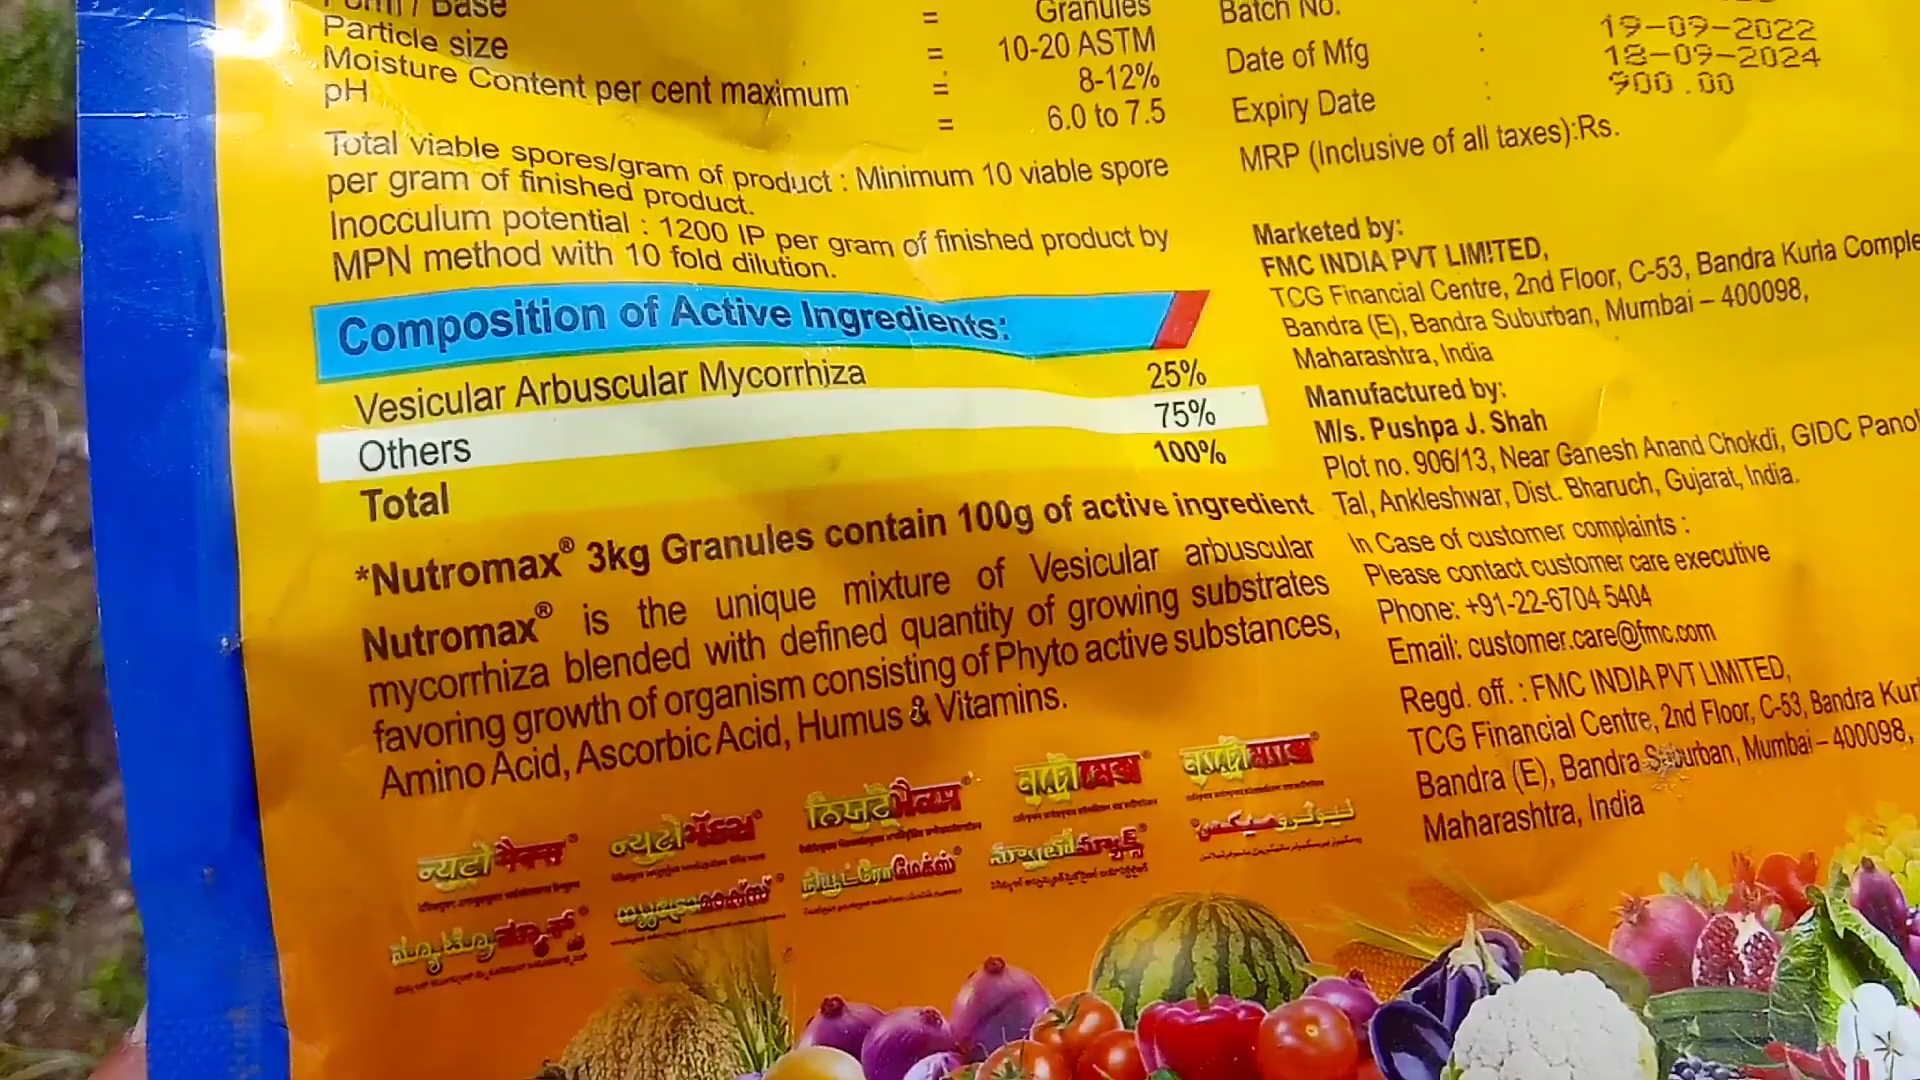 Particle size = 10-20 ASTM
Moisture Content per cent maximum = 8-12%
pH = 6.0 to 7.5
Total viable spores/gram of product : Minimum 10 viable spore
per gram of finished product.
Inocculum potential : 1200 IP per gram of finished product by
MPN method with 10 fold dilution.
Composition of Active Ingredients:
Vesicular Arbuscular Mycorrhiza 25%
Others 75%
Total 100%
*Nutromax® 3kg Granules contain 100g of active ingredient
Nutromax® is the unique mixture of Vesicular arbuscular
mycorrhiza blended with defined quantity of growing substrates
favoring growth of organism consisting of Phyto active substances,
Amino Acid, Ascorbic Acid, Humus & Vitamins.
न्युट्रोमैक्स®
Granules
Batch No.
19-09-2022
Date of Mfg :
18-09-2024
Expiry Date :
900.00
MRP (Inclusive of all taxes):Rs.
Marketed by:
FMC INDIA PVT LIMITED,
TCG Financial Centre, 2nd Floor, C-53, Bandra Kurla Comple
Bandra (E), Bandra Suburban, Mumbai – 400098,
Maharashtra, India
Manufactured by:
M/s. Pushpa J. Shah
Plot no. 906/13, Near Ganesh Anand Chokdi, GIDC Panol
Tal, Ankleshwar, Dist. Bharuch, Gujarat, India.
In Case of customer complaints :
Please contact customer care executive
Phone: +91-22-6704 5404
Email: customer.care@fmc.com
Regd. off. : FMC INDIA PVT LIMITED,
TCG Financial Centre, 2nd Floor, C-53, Bandra Kurl
Bandra (E), Bandra Suburban, Mumbai – 400098,
Maharashtra, India